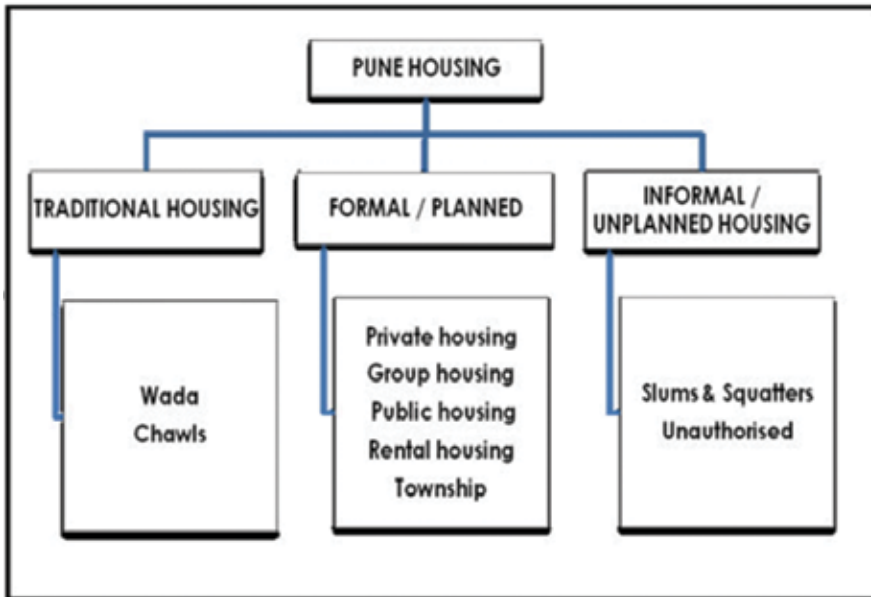 PUNE HOUSING
TRADITIONAL HOUSING
FORMAL / PLANNED
INFORMAL /
UNPLANNED HOUSING
Wada
Chawls
Private housing
Group housing
Public housing
Rental housing
Township
Slums & Squatters
Unauthorised